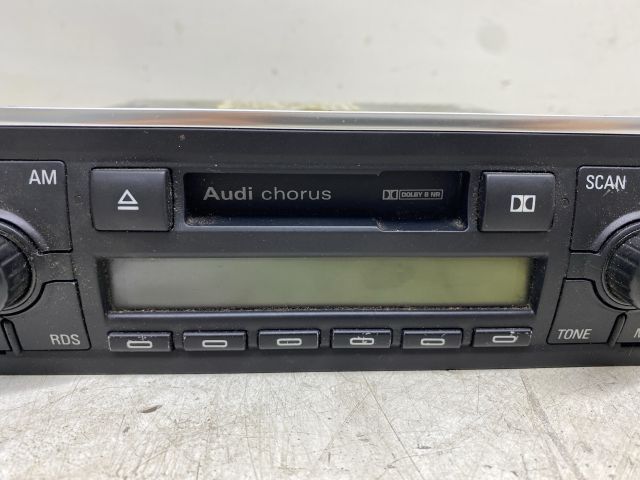 AM
SCAN
Audi chorus
DOLBY B NR
RDS
TONE
M